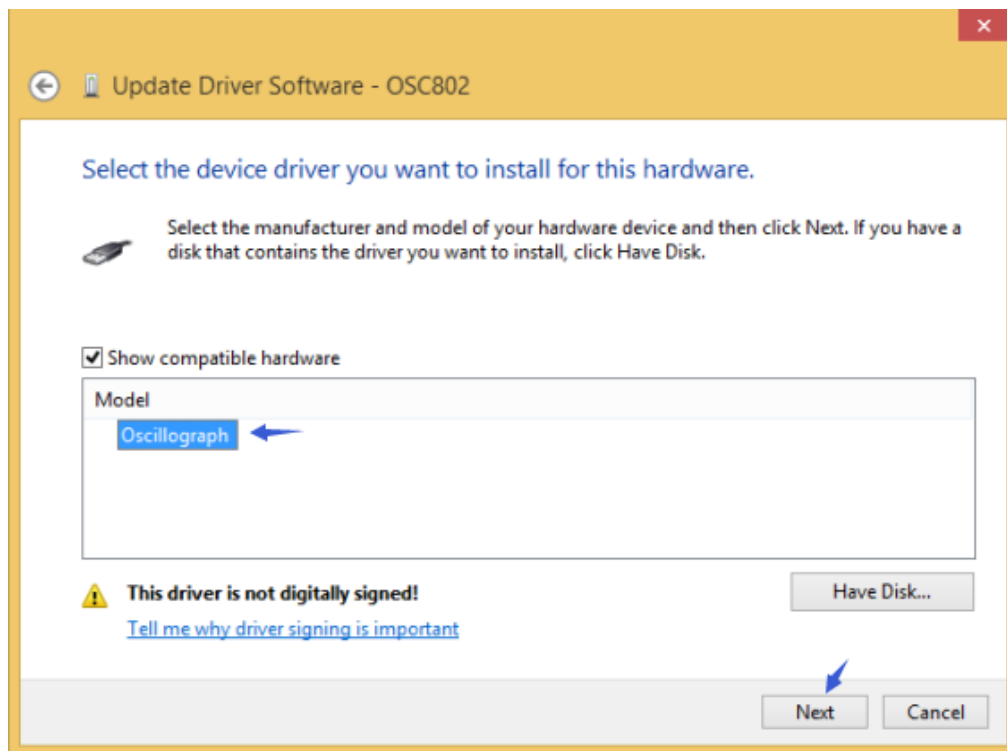 Update Driver Software - OSC802
Select the device driver you want to install for this hardware.
Select the manufacturer and model of your hardware device and then click Next. If you have a
disk that contains the driver you want to install, click Have Disk.
Show compatible hardware
Model
Oscillograph
This driver is not digitally signed!
Have Disk...
Tell me why driver signing is important
Next
Cancel